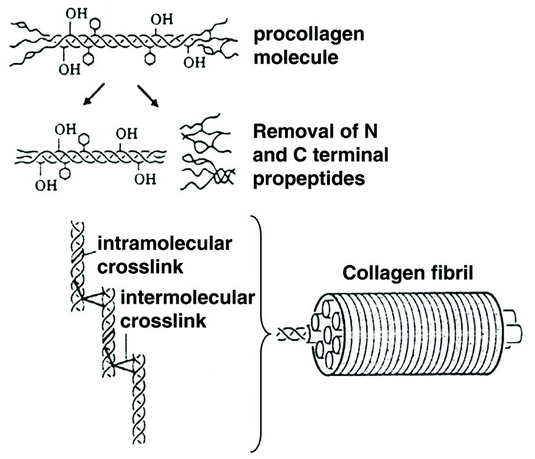 OH
OH
procollagen
molecule
OH
OH
OH
OH
Removal of N
and C terminal
propeptides
OH
OH
intramolecular
crosslink
Collagen fibril
intermolecular
crosslink